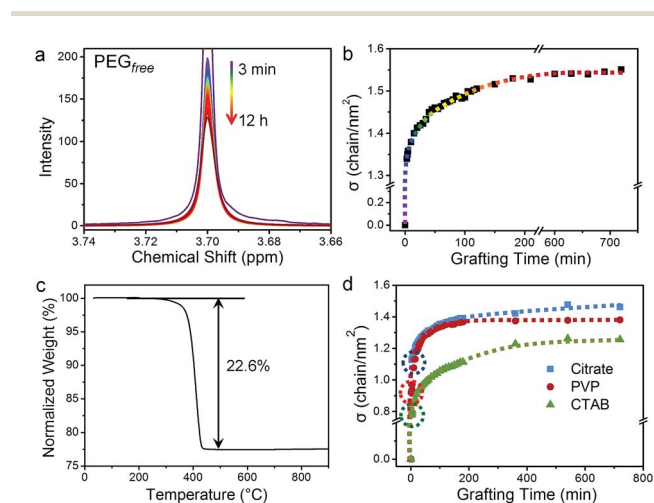 a
PEGfree
3 min
12 h
200
150
100
50
0
Intensity
3.74 3.72 3.70 3.68 3.66
Chemical Shift (ppm)
b
1.6
1.5
1.4
1.3
0.0
σ (chain/nm²)
0 100 200 600 700
Grafting Time (min)
c
100
95
90
85
80
75
22.6%
Normalized Weight (%)
0 200 400 600 800
Temperature (°C)
d
1.6
1.4
1.2
1.0
0.8
0.0
σ (chain/nm²
Citrate
PVP
CTAB
0 200 400 600 800
Grafting Time (min)